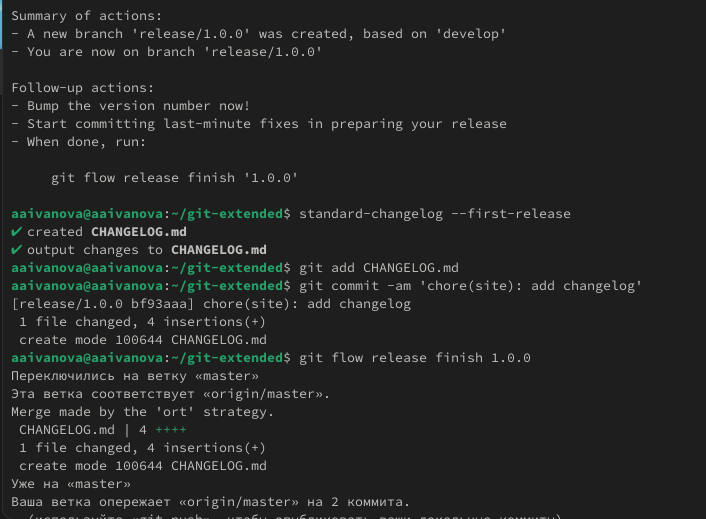 Summary of actions:
- A new branch 'release/1.0.0' was created, based on 'develop'
- You are now on branch 'release/1.0.0'
Follow-up actions:
- Bump the version number now!
- Start committing last-minute fixes in preparing your release
- When done, run:
git flow release finish '1.0.0'
aaivanova@aaivanova:~/git-extended$ standard-changelog --first-release
✔ created CHANGELOG.md
✔ output changes to CHANGELOG.md
aaivanova@aaivanova:~/git-extended$ git add CHANGELOG.md
aaivanova@aaivanova:~/git-extended$ git commit -am 'chore(site): add changelog'
[release/1.0.0 bf93aaa] chore(site): add changelog
1 file changed, 4 insertions(+)
create mode 100644 CHANGELOG.md
aaivanova@aaivanova:~/git-extended$ git flow release finish 1.0.0
Переключились на ветку «master»
Эта ветка соответствует «origin/master».
Merge made by the 'ort' strategy.
CHANGELOG.md | 4 ++++
1 file changed, 4 insertions(+)
create mode 100644 CHANGELOG.md
Уже на «master»
Ваша ветка опережает «origin/master» на 2 коммита.
(используйте «git push», чтобы опубликовать ваши локальные коммиты)